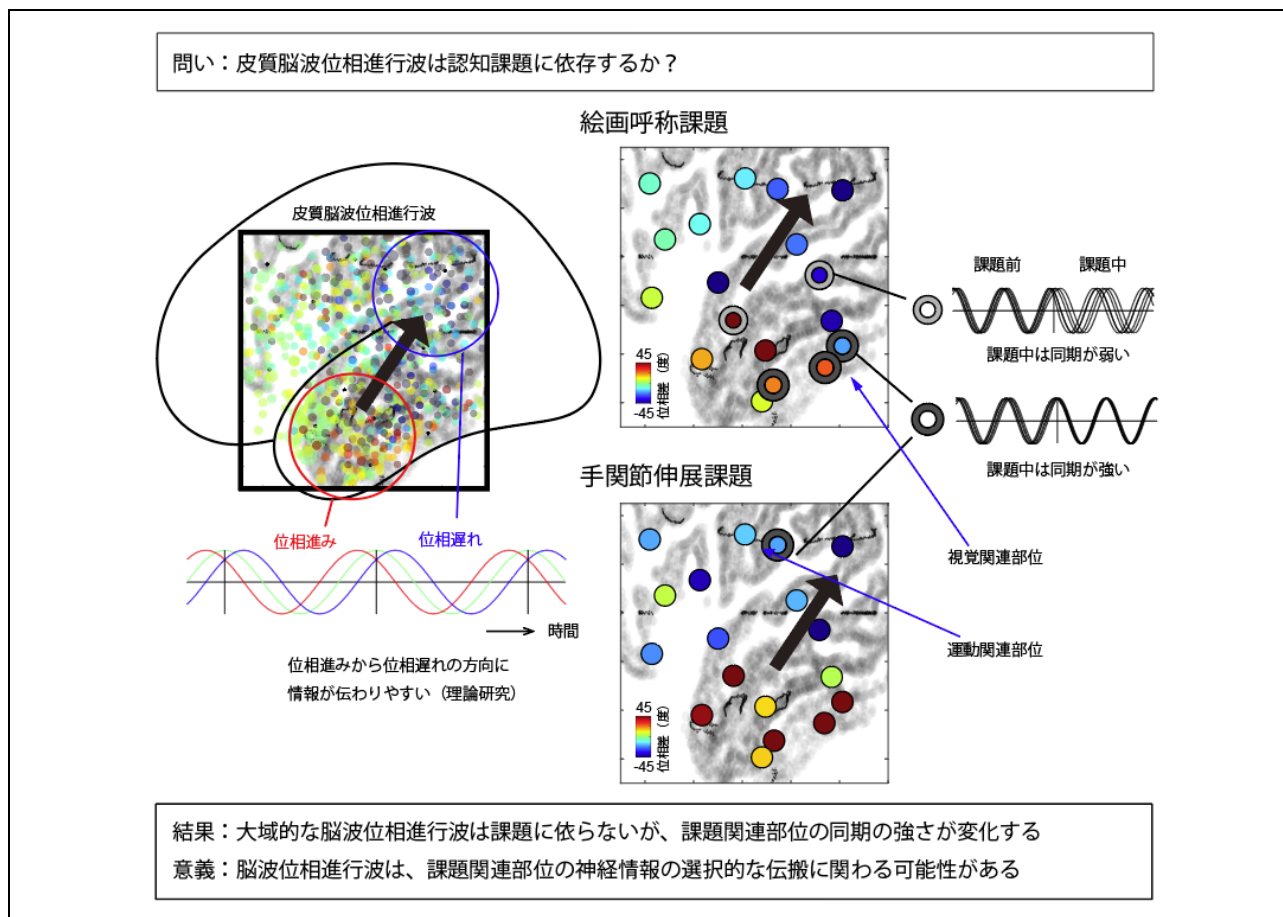 問い：皮質脳波位相進行波は認知課題に依存するか？
絵画呼称課題
皮質脳波位相進行波
課題前
課題中
課題中は同期が弱い
45
-45
位相差（度）
課題中は同期が強い
手関節伸展課題
位相進み
位相遅れ
時間
視覚関連部位
運動関連部位
位相進みから位相遅れの方向に
情報が伝わりやすい（理論研究）
45
-45
位相差（度）
結果：大域的な脳波位相進行波は課題に依らないが、課題関連部位の同期の強さが変化する
意義：脳波位相進行波は、課題関連部位の神経情報の選択的な伝搬に関わる可能性がある